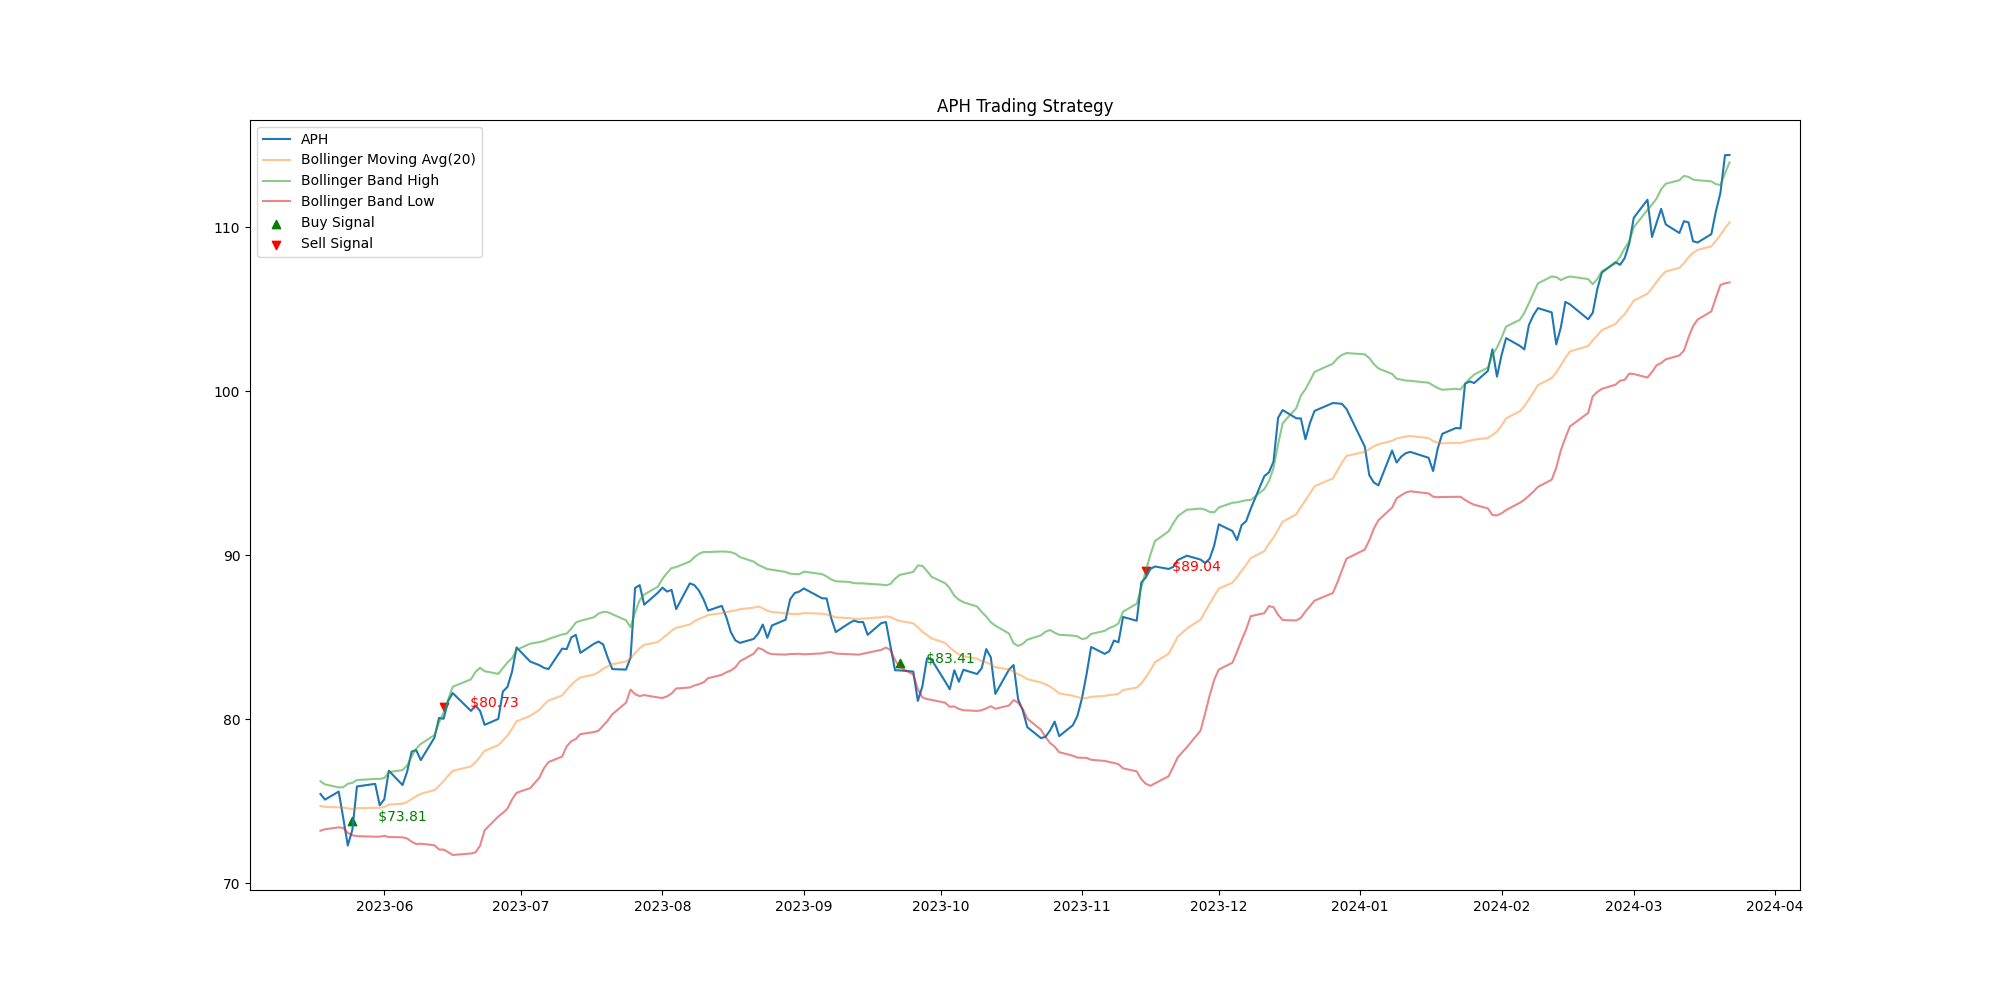 APH Trading Strategy
APH
Bollinger Moving Avg(20)
Bollinger Band High
Bollinger Band Low
Buy Signal
Sell Signal
110
100
90
80
70
$89.04
$83.41
$80.73
$73.81
2023-06 2023-07 2023-08 2023-09 2023-10 2023-11 2023-12 2024-01 2024-02 2024-03 2024-04